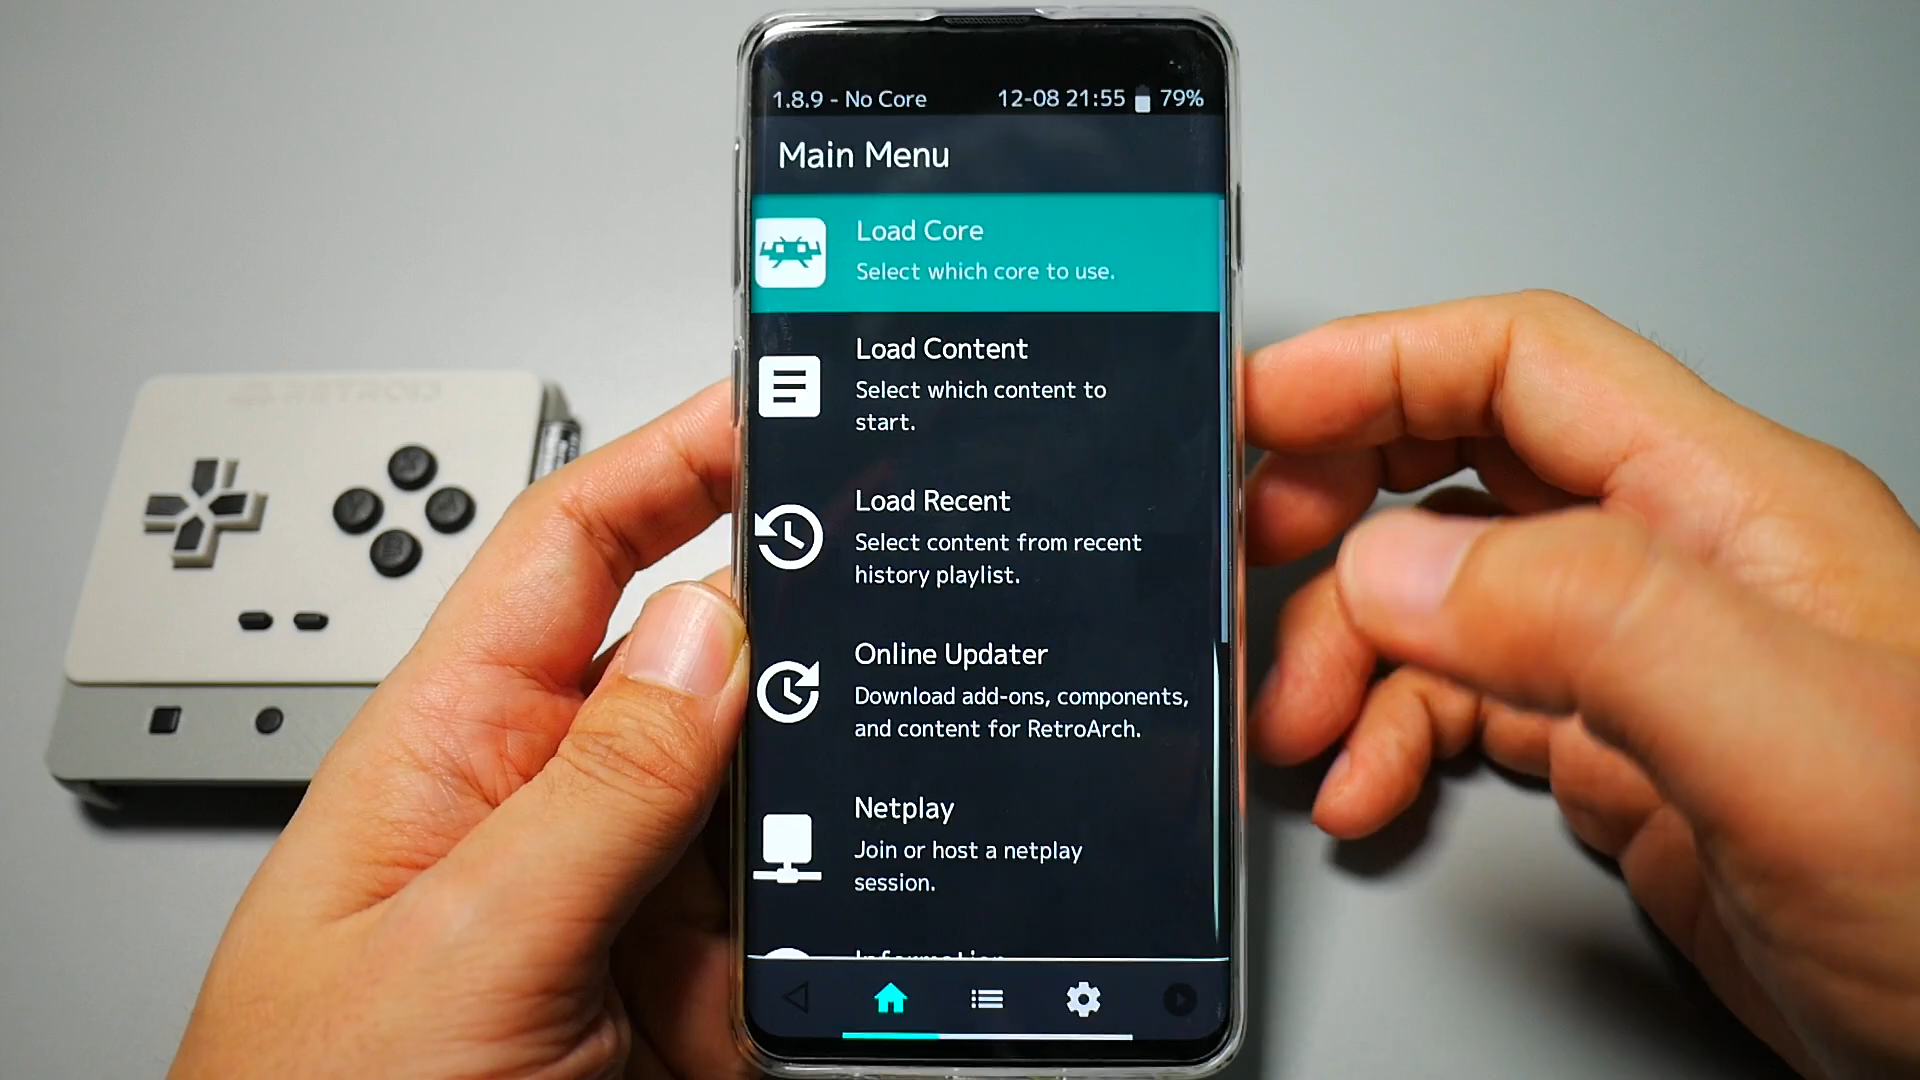 RETROID
1.8.9 - No Core 12-08 21:55 79%
Main Menu
Load Core
Select which core to use.
Load Content
Select which content to
start.
Load Recent
Select content from recent
history playlist.
Online Updater
Download add-ons, components,
and content for RetroArch.
Netplay
Join or host a netplay
session.
Information